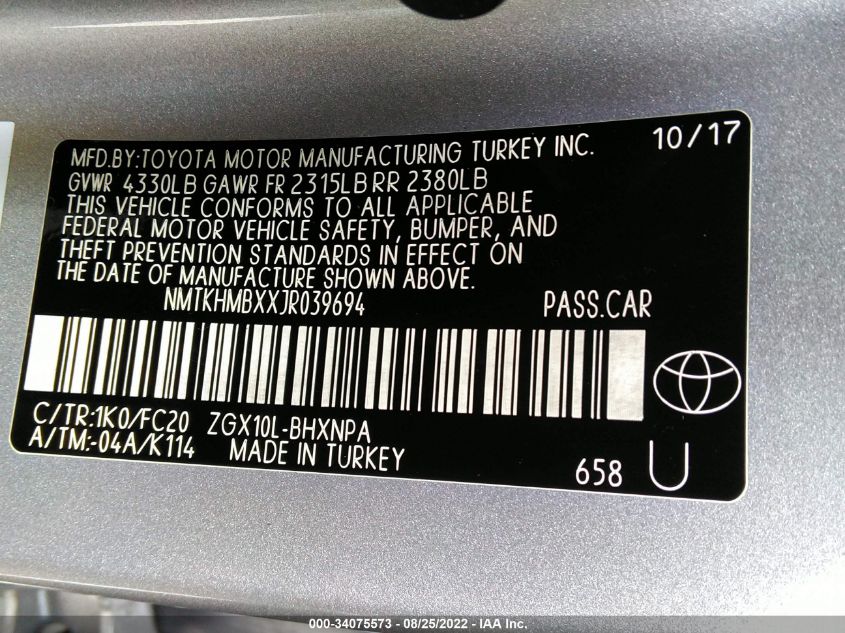 10/17
MFD.BY:TOYOTA MOTOR MANUFACTURING TURKEY INC.
GVWR 4330LB GAWR FR 2315LB RR 2380LB
THIS VEHICLE CONFORMS TO ALL APPLICABLE
FEDERAL MOTOR VEHICLE SAFETY, BUMPER, AND
THEFT PREVENTION STANDARDS IN EFFECT ON
THE DATE OF MANUFACTURE SHOWN ABOVE.
NMTKHMBXXJR039694 PASS.CAR
C/TR:1K0/FC20 ZGX10L-BHXNPA
A/TM:-04A/K114 MADE IN TURKEY
658 U
000-34075573 - 08/25/2022 - IAA Inc.